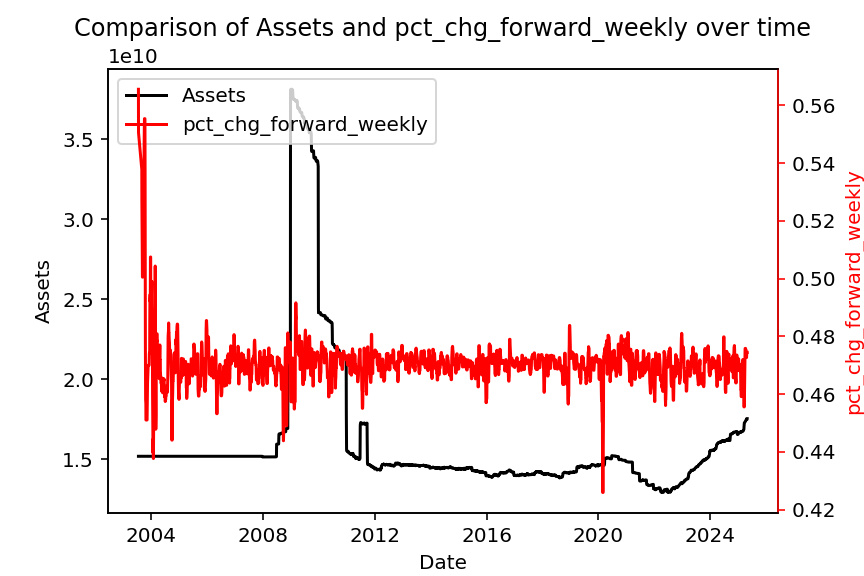 Comparison of Assets and pct_chg_forward_weekly over time
1e10
Assets
pct_chg_forward_weekly
3.5
3.0
2.5
2.0
1.5
Assets
0.56
0.54
0.52
0.50
0.48
0.46
0.44
0.42
pct_chg_forward_weekly
2004
2008
2012
2016
2020
2024
Date